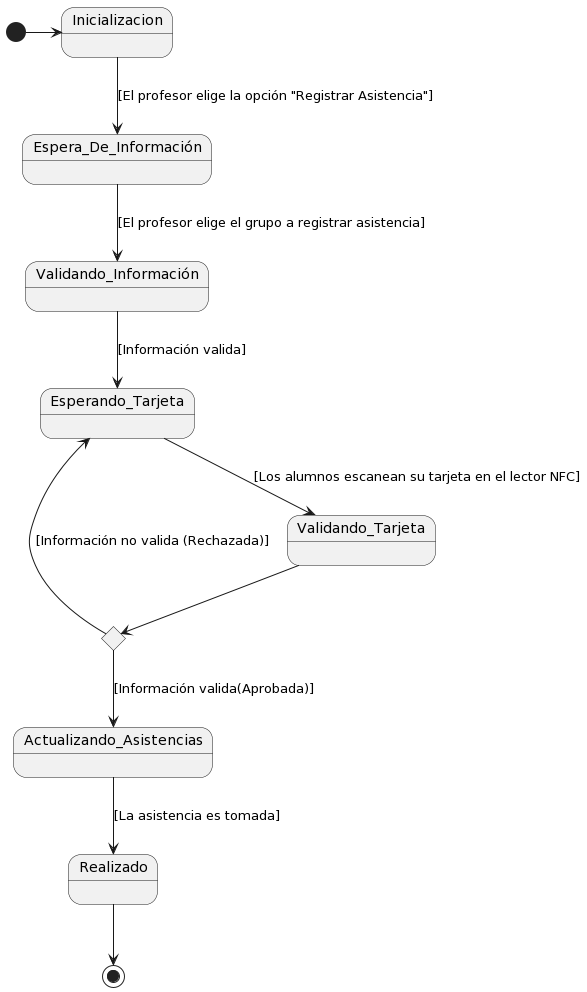 Inicializacion
[El profesor elige la opción "Registrar Asistencia"]
Espera_De_Información
[El profesor elige el grupo a registrar asistencia]
Validando_Información
[Información valida]
Esperando_Tarjeta
[Los alumnos escanean su tarjeta en el lector NFC]
Validando_Tarjeta
[Información no valida (Rechazada)]
[Información valida(Aprobada)]
Actualizando_Asistencias
[La asistencia es tomada]
Realizado